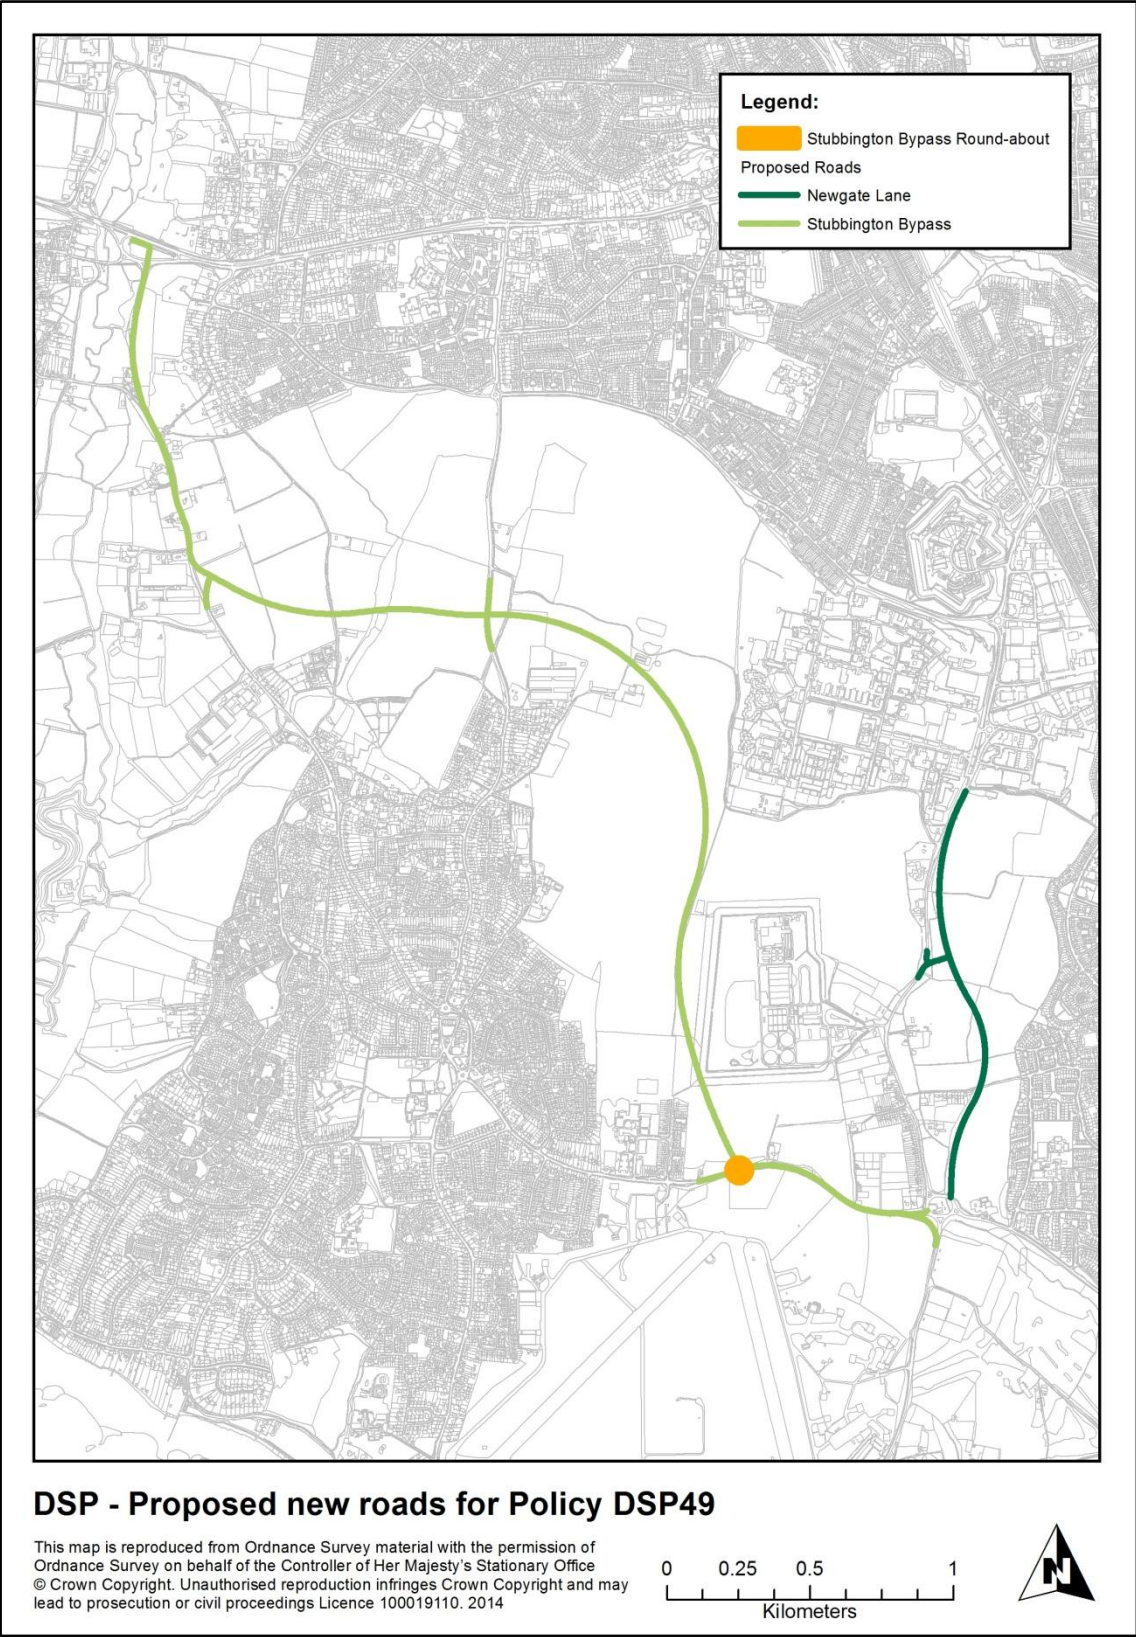 Legend:
Stubbington Bypass Round-about
Proposed Roads
Newgate Lane
Stubbington Bypass
DSP - Proposed new roads for Policy DSP49
This map is reproduced from Ordnance Survey material with the permission of
Ordnance Survey on behalf of the Controller of Her Majesty's Stationary Office
© Crown Copyright. Unauthorised reproduction infringes Crown Copyright and may
lead to prosecution or civil proceedings Licence 100019110. 2014
0 0.25 0.5 1
Kilometers
N